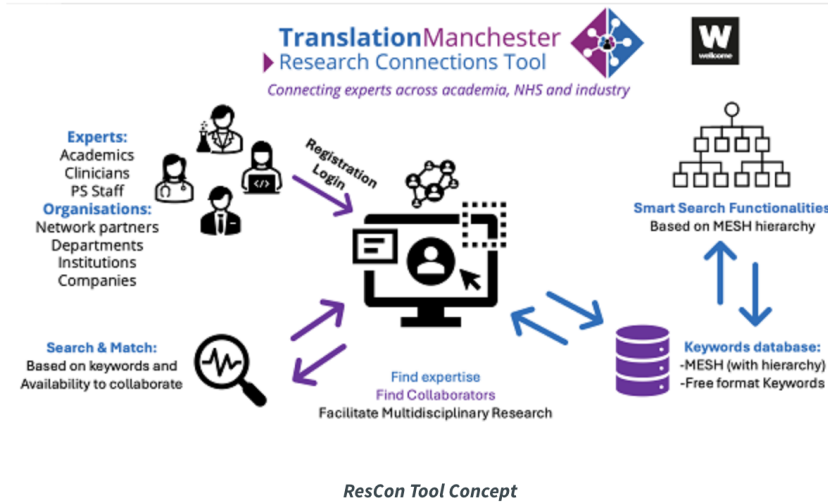 TranslationManchester
Research Connections Tool
Connecting experts across academia, NHS and industry
W
wellcome
Experts:
Academics
Clinicians
PS Staff
Organisations:
Network partners
Departments
Institutions
Companies
Registration
Login
</>
Smart Search Functionalities
Based on MESH hierarchy
Search & Match:
Based on keywords and
Availability to collaborate
Find expertise
Find Collaborators
Facilitate Multidisciplinary Research
Keywords database:
-MESH (with hierarchy)
-Free format Keywords
ResCon Tool Concept